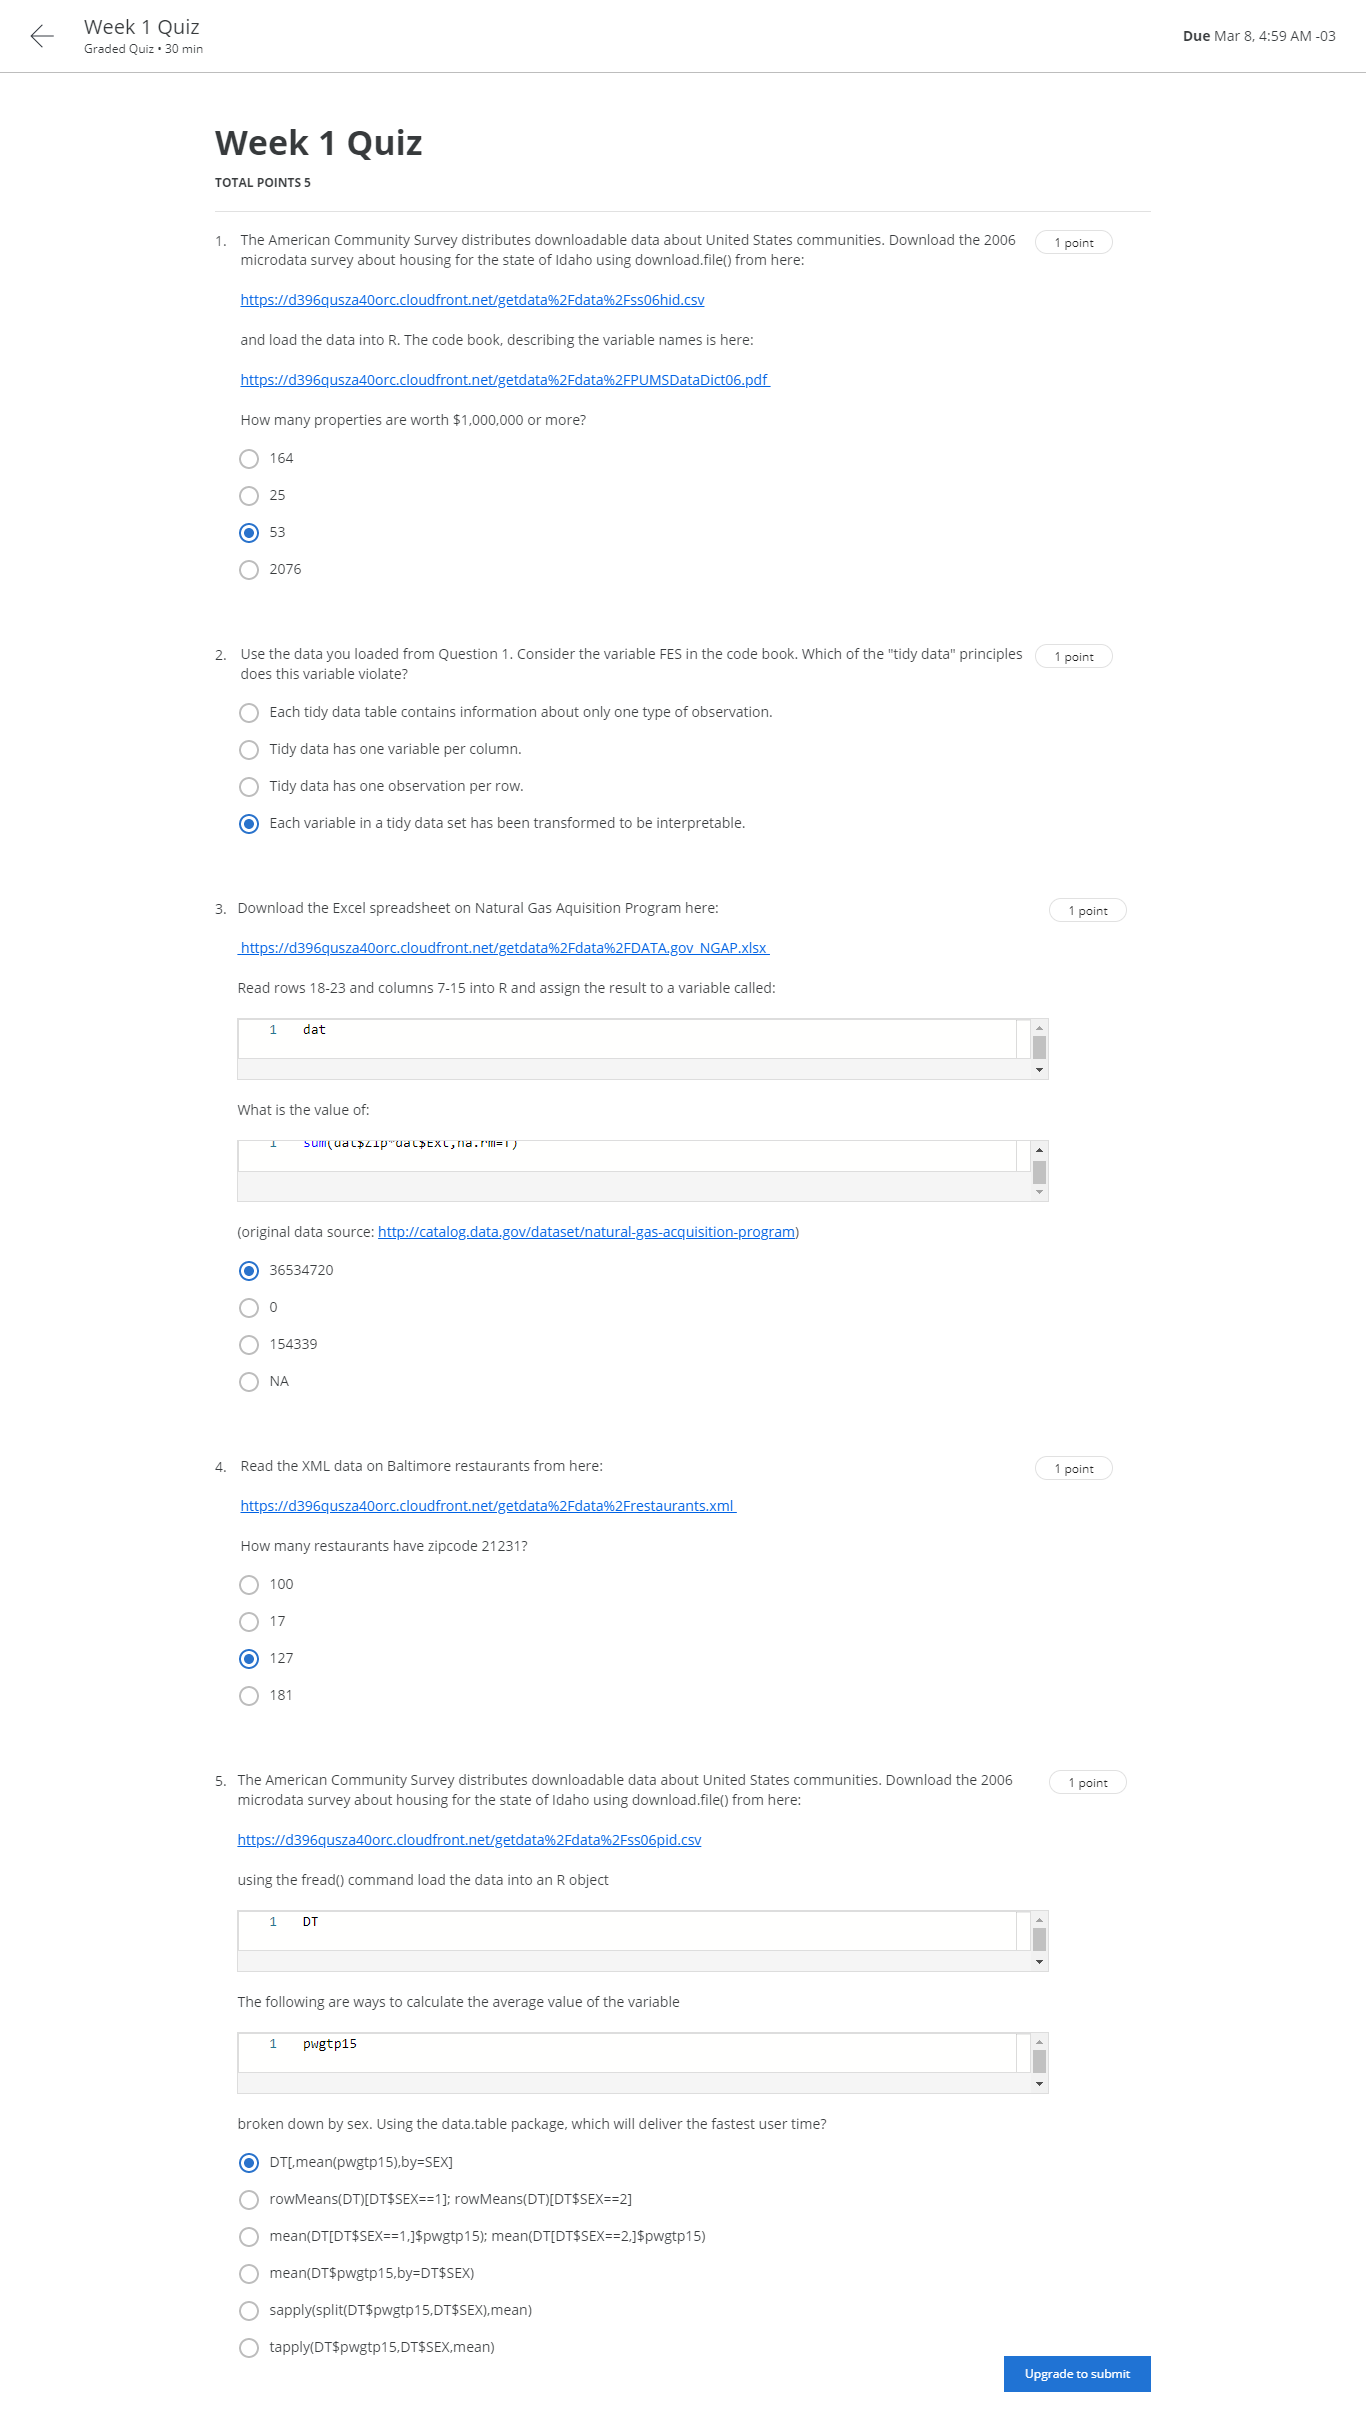 Week 1 Quiz
Graded Quiz • 30 min
Due Mar 8, 4:59 AM -03
Week 1 Quiz
TOTAL POINTS 5
1. The American Community Survey distributes downloadable data about United States communities. Download the 2006 1 point
microdata survey about housing for the state of Idaho using download.file() from here:
https://d396qusza40orc.cloudfront.net/getdata%2Fdata%2Fss06hid.csv
and load the data into R. The code book, describing the variable names is here:
https://d396qusza40orc.cloudfront.net/getdata%2Fdata%2FPUMSDataDict06.pdf
How many properties are worth $1,000,000 or more?
164
25
53
2076
2. Use the data you loaded from Question 1. Consider the variable FES in the code book. Which of the "tidy data" principles 1 point
does this variable violate?
Each tidy data table contains information about only one type of observation.
Tidy data has one variable per column.
Tidy data has one observation per row.
Each variable in a tidy data set has been transformed to be interpretable.
3. Download the Excel spreadsheet on Natural Gas Aquisition Program here: 1 point
https://d396qusza40orc.cloudfront.net/getdata%2Fdata%2FDATA.gov_NGAP.xlsx
Read rows 18-23 and columns 7-15 into R and assign the result to a variable called:
1 dat
What is the value of:
1 sum(dat$Zip*dat$Ext,na.rm=T)
(original data source: http://catalog.data.gov/dataset/natural-gas-acquisition-program)
36534720
0
154339
NA
4. Read the XML data on Baltimore restaurants from here: 1 point
https://d396qusza40orc.cloudfront.net/getdata%2Fdata%2Frestaurants.xml
How many restaurants have zipcode 21231?
100
17
127
181
5. The American Community Survey distributes downloadable data about United States communities. Download the 2006 1 point
microdata survey about housing for the state of Idaho using download.file() from here:
https://d396qusza40orc.cloudfront.net/getdata%2Fdata%2Fss06pid.csv
using the fread() command load the data into an R object
1 DT
The following are ways to calculate the average value of the variable
1 pwgtp15
broken down by sex. Using the data.table package, which will deliver the fastest user time?
DT[,mean(pwgtp15),by=SEX]
rowMeans(DT)[DT$SEX==1]; rowMeans(DT)[DT$SEX==2]
mean(DT[DT$SEX==1,]$pwgtp15); mean(DT[DT$SEX==2,]$pwgtp15)
mean(DT$pwgtp15,by=DT$SEX)
sapply(split(DT$pwgtp15,DT$SEX),mean)
tapply(DT$pwgtp15,DT$SEX,mean)
Upgrade to submit